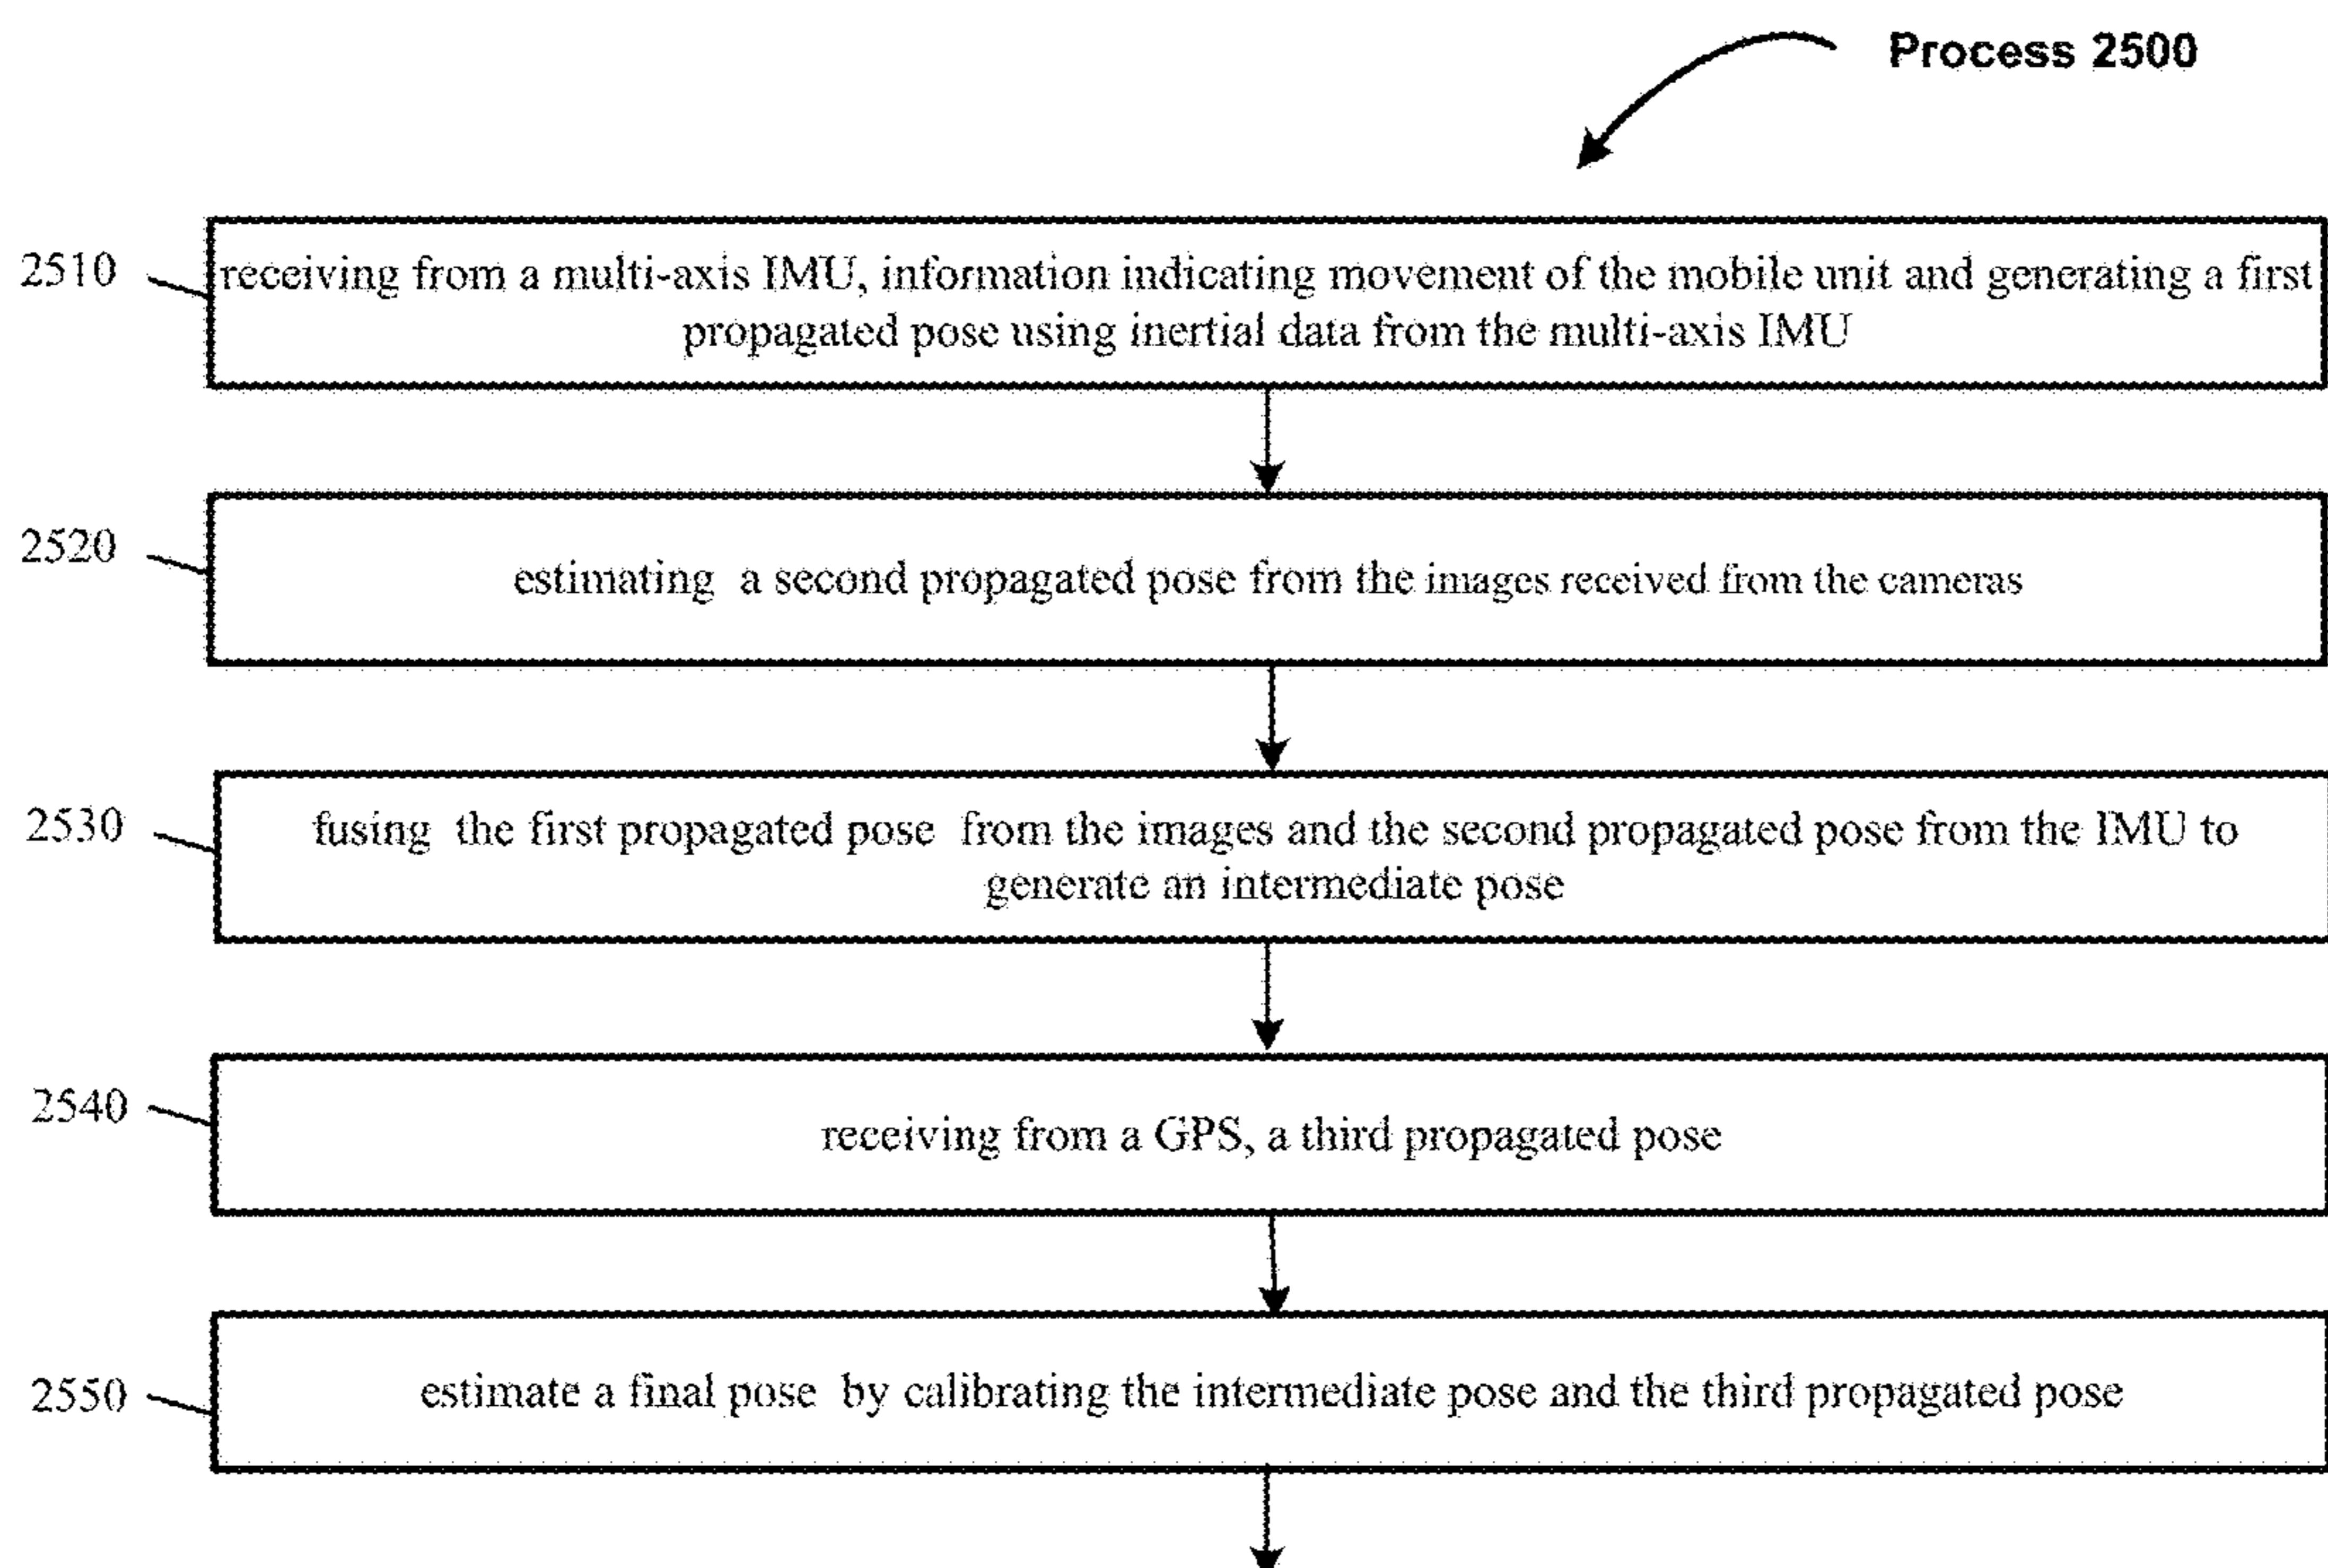 Process 2500
2510
receiving from a multi-axis IMU, information indicating movement of the mobile unit and generating a first
propagated pose using inertial data from the multi-axis IMU
2520
estimating a second propagated pose from the images received from the cameras
2530
fusing the first propagated pose from the images and the second propagated pose from the IMU to
generate an intermediate pose
2540
receiving from a GPS, a third propagated pose
2550
estimate a final pose by calibrating the intermediate pose and the third propagated pose